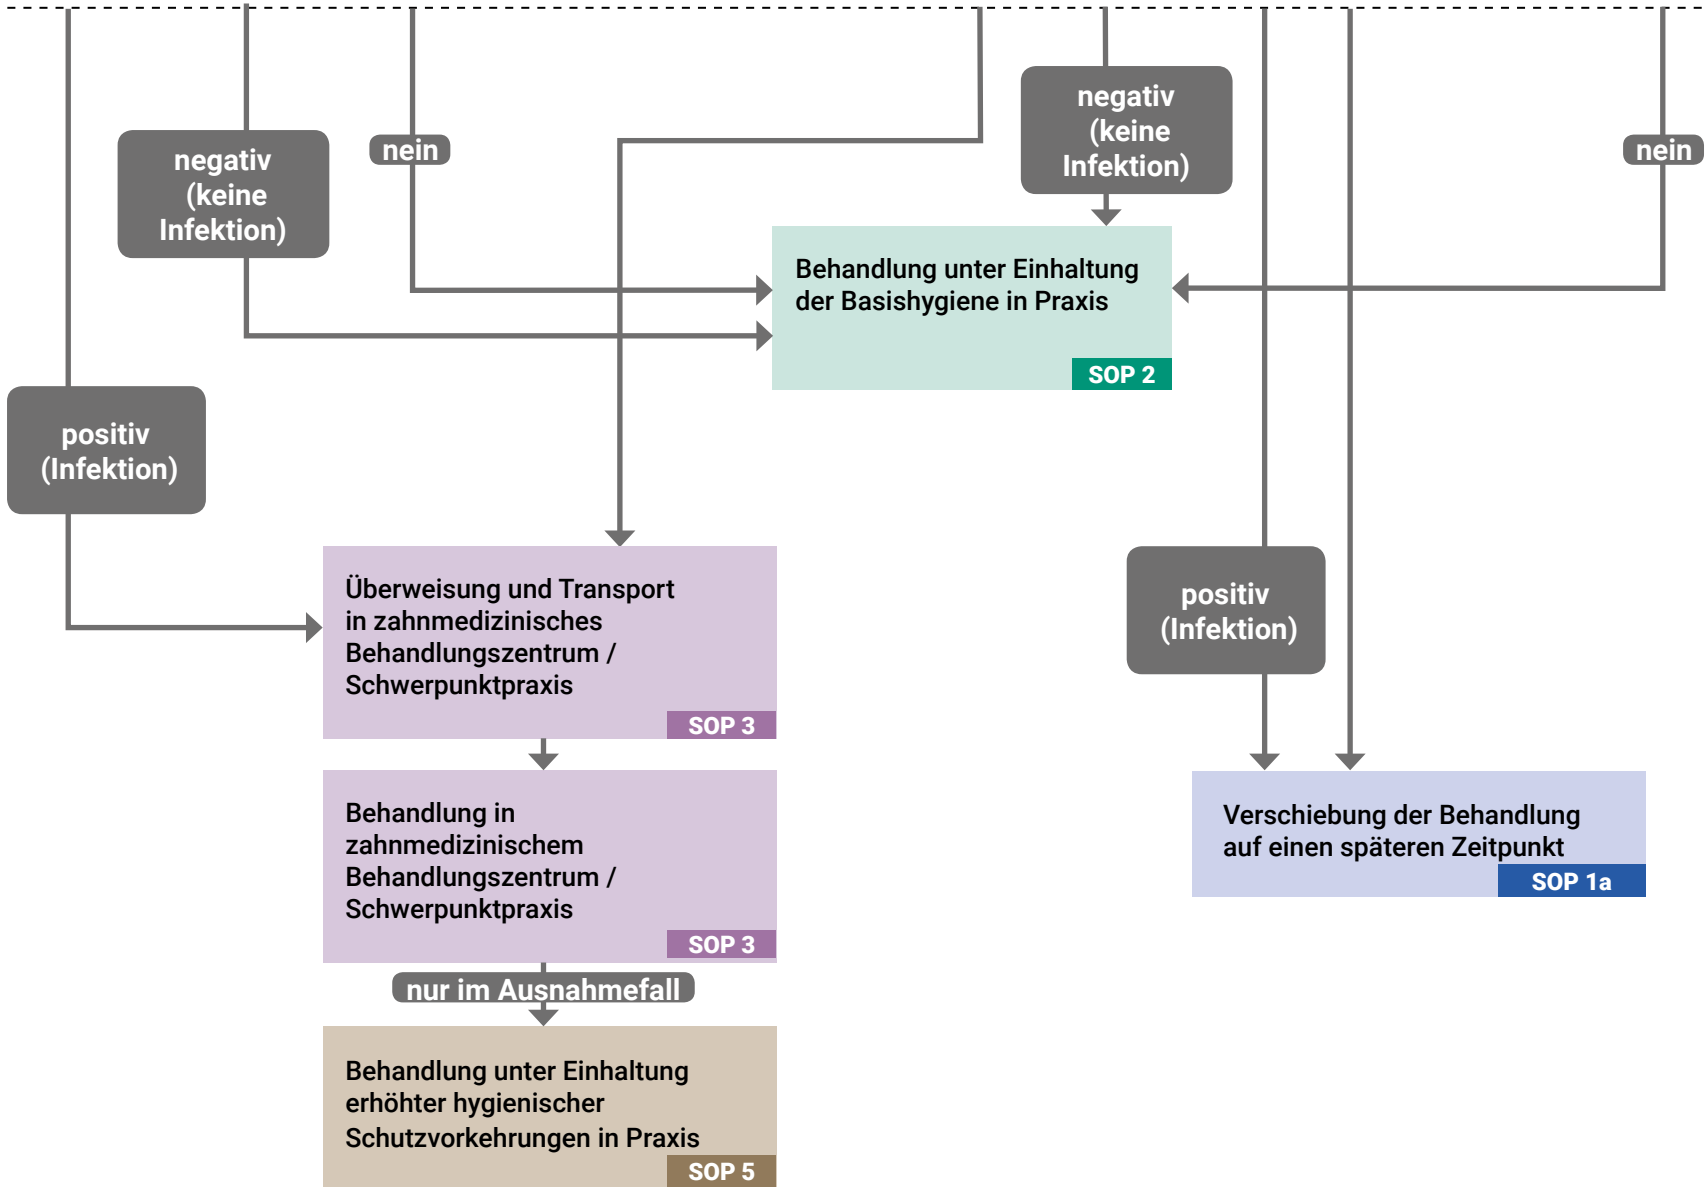 negativ
(keine
Infektion)
nein
negativ
(keine
Infektion)
nein
Behandlung unter Einhaltung
der Basishygiene in Praxis
SOP 2
positiv
(Infektion)
Überweisung und Transport
in zahnmedizinisches
Behandlungszentrum /
Schwerpunktpraxis
SOP 3
positiv
(Infektion)
Behandlung in
zahnmedizinischem
Behandlungszentrum /
Schwerpunktpraxis
SOP 3
Verschiebung der Behandlung
auf einen späteren Zeitpunkt
SOP 1a
nur im Ausnahmefall
Behandlung unter Einhaltung
erhöhter hygienischer
Schutzvorkehrungen in Praxis
SOP 5